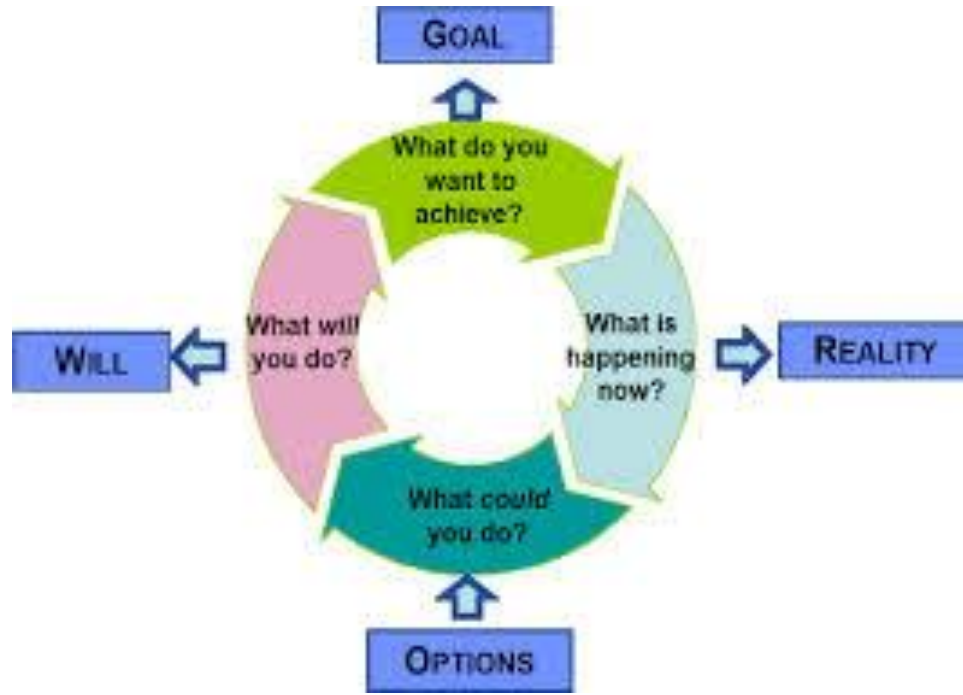 GOAL
What do you
want to
achieve?
What will
you do?
What is
happening
now?
WILL
REALITY
What could
you do?
OPTIONS